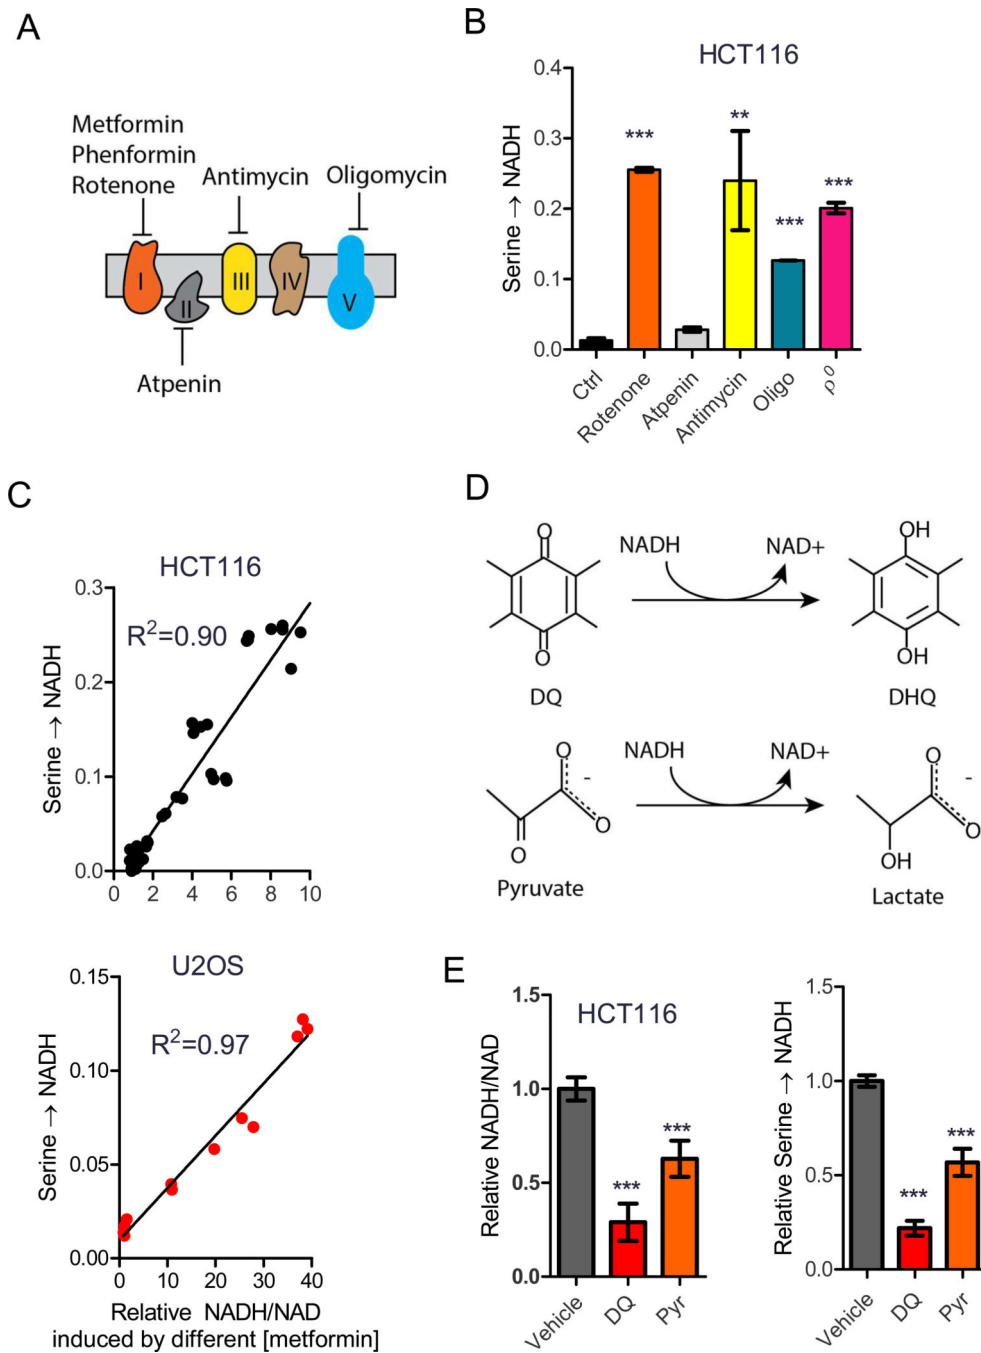 A
Metformin
Phenformin
Rotenone
Antimycin
Oligomycin
I
II
III
IV
V
Atpenin
B
HCT116
Serine → NADH
0.4
0.3
0.2
0.1
0.0
***
**
***
***
Ctrl
Rotenone
Atpenin
Antimycin
Oligo
ρ⁰
C
HCT116
R²=0.90
Serine → NADH
0.3
0.2
0.1
0.0
0 2 4 6 8 10
U2OS
R²=0.97
Serine → NADH
0.15
0.10
0.05
0.00
0 10 20 30 40
Relative NADH/NAD
induced by different [metformin]
D
O
O
DQ
NADH
NAD+
OH
OH
DHQ
O
O
O
-
Pyruvate
NADH
NAD+
O
O
OH
-
Lactate
E
HCT116
Relative NADH/NAD
1.5
1.0
0.5
0.0
***
***
Vehicle
DQ
Pyr
Relative Serine → NADH
1.5
1.0
0.5
0.0
***
***
Vehicle
DQ
Pyr